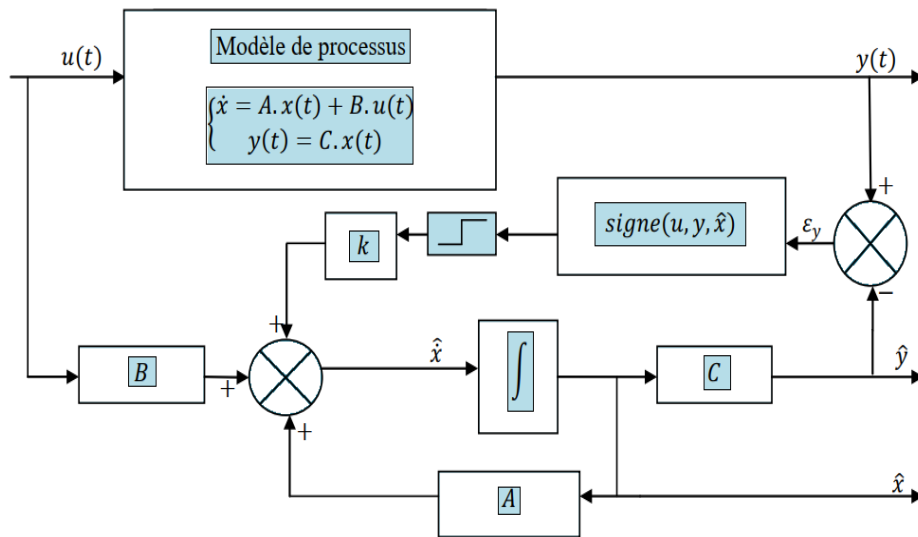 u(t)
Modèle de processus
y(t)
ẋ = A.x(t) + B.u(t)
y(t) = C.x(t)
+
signe(u, y, x̂)
ε_y
k
−
+
x̂̇
∫
C
ŷ
B
+
+
A
x̂